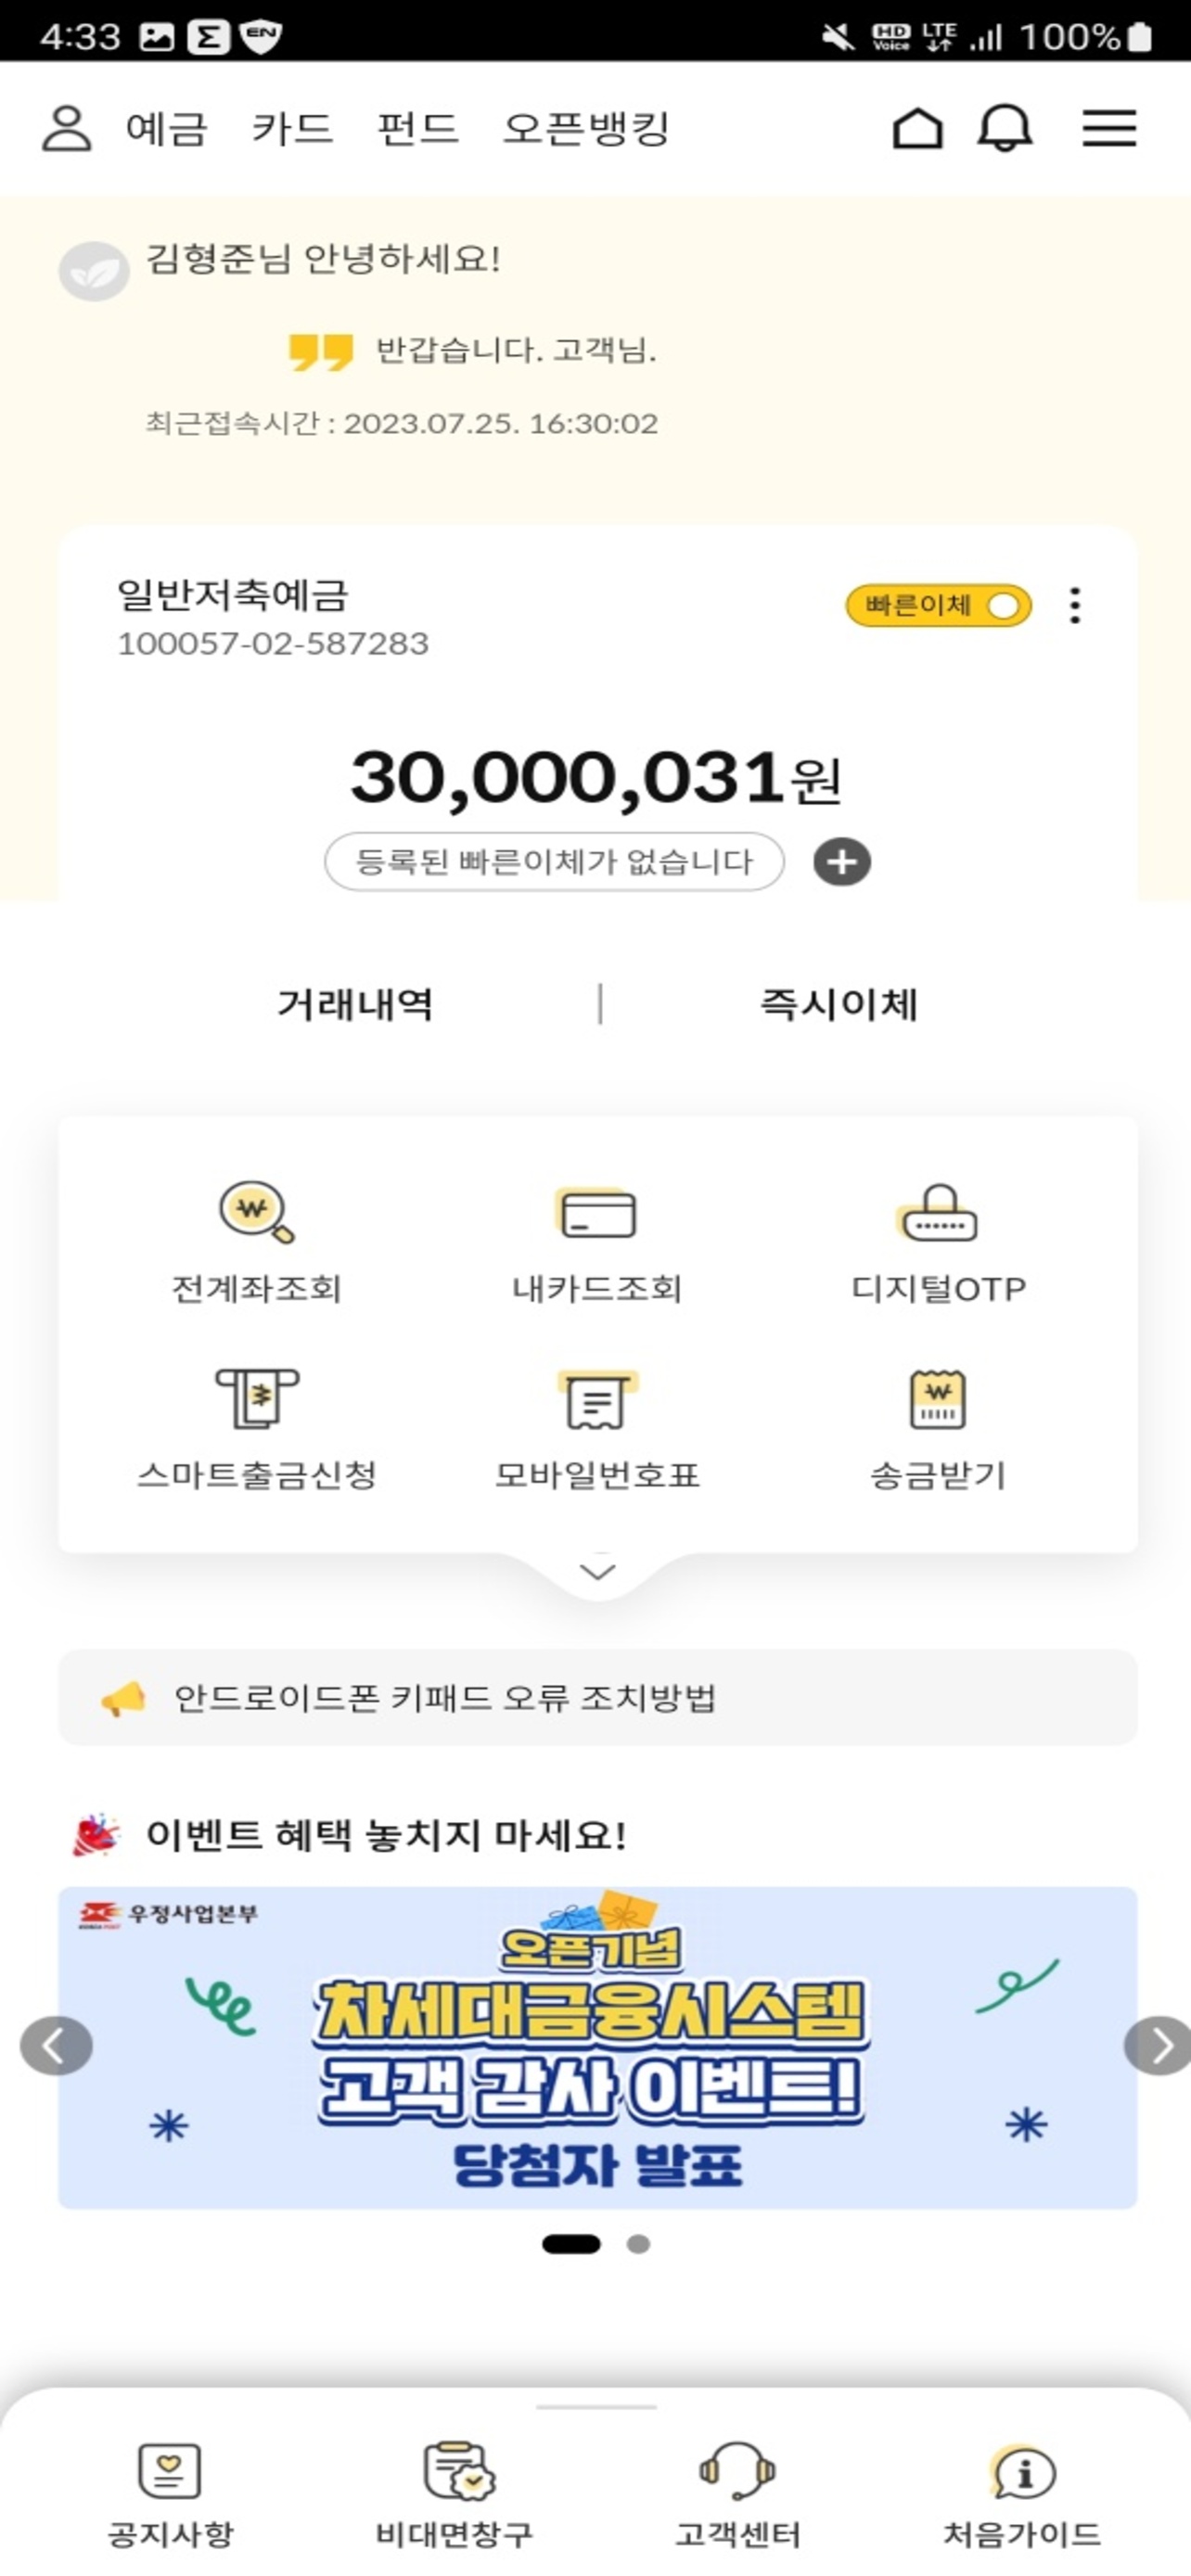 4:33 Σ EN HD Voice LTE 100%
예금 카드 펀드 오픈뱅킹
김형준님 안녕하세요!
반갑습니다. 고객님.
최근접속시간 : 2023.07.25. 16:30:02
일반저축예금
빠른이체
100057-02-587283
30,000,031원
등록된 빠른이체가 없습니다
거래내역 | 즉시이체
전계좌조회 내카드조회 디지털OTP
스마트출금신청 모바일번호표 송금받기
안드로이드폰 키패드 오류 조치방법
이벤트 혜택 놓치지 마세요!
우정사업본부
오픈기념
차세대금융시스템
고객 감사 이벤트!
당첨자 발표
공지사항 비대면창구 고객센터 처음가이드